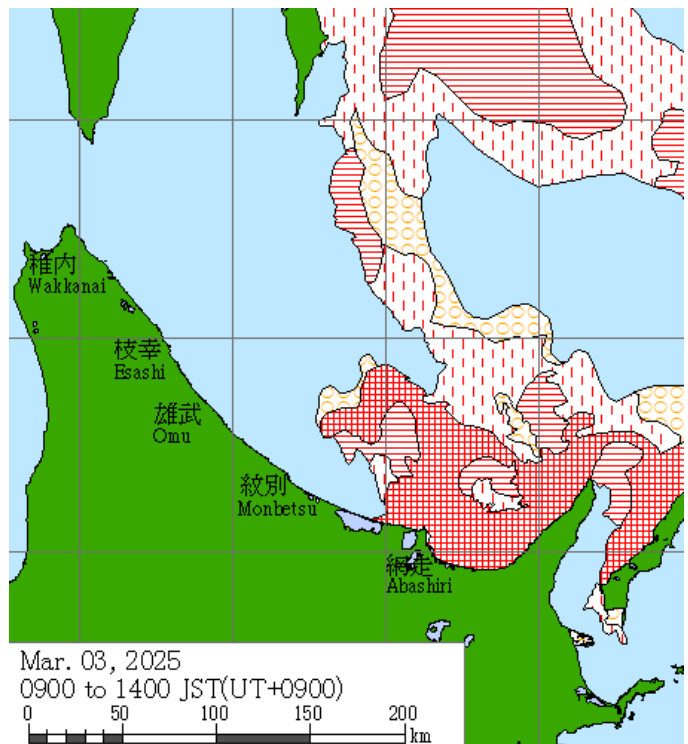 稚内
Wakkanai
枝幸
Esashi
雄武
Omu
紋別
Monbetsu
網走
Abashiri
Mar. 03, 2025
0900 to 1400 JST(UT+0900)
0 50 100 200
km